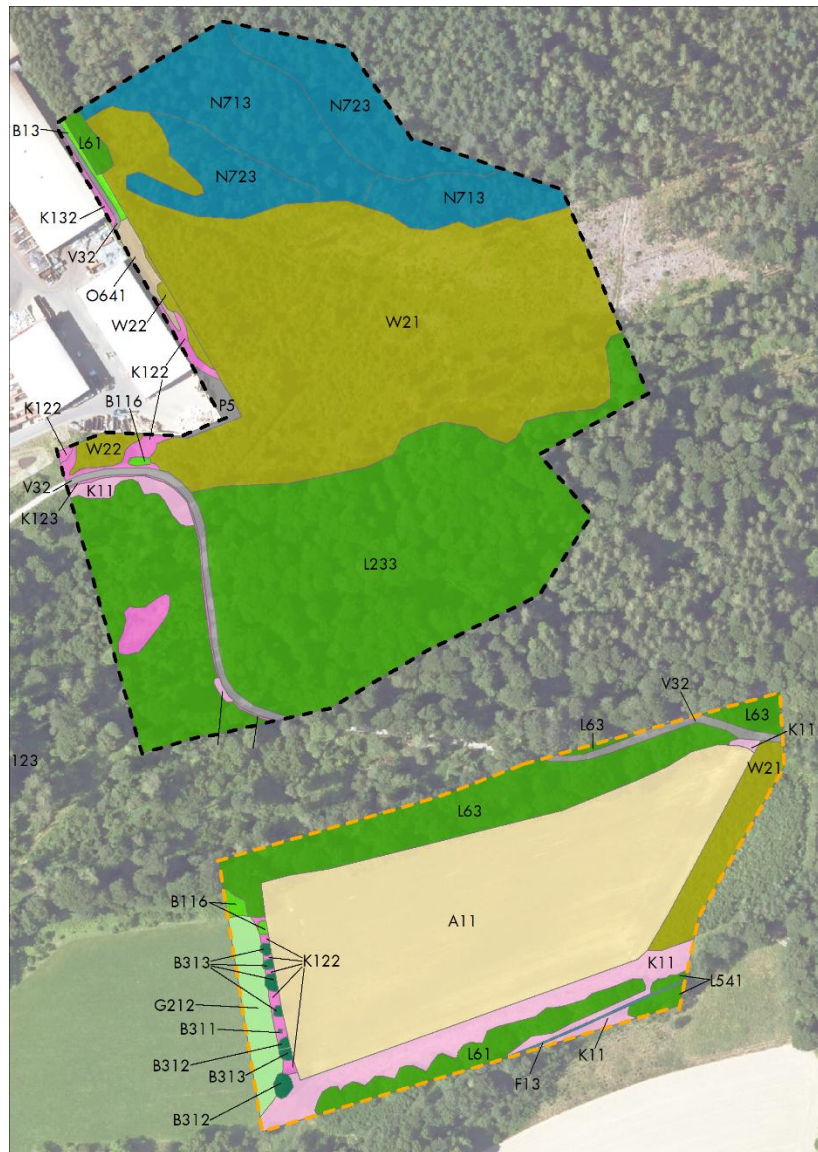 N713
N723
B13
L61
N723
N713
K132
V32
O641
W22
W21
K122
B116
P5
K122
W22
V32
K11
K123
L233
V32
L63
L63
K11
123
W21
L63
B116
A11
B313
K122
K11
L541
G212
B311
B312
L61
K11
B313
F13
B312